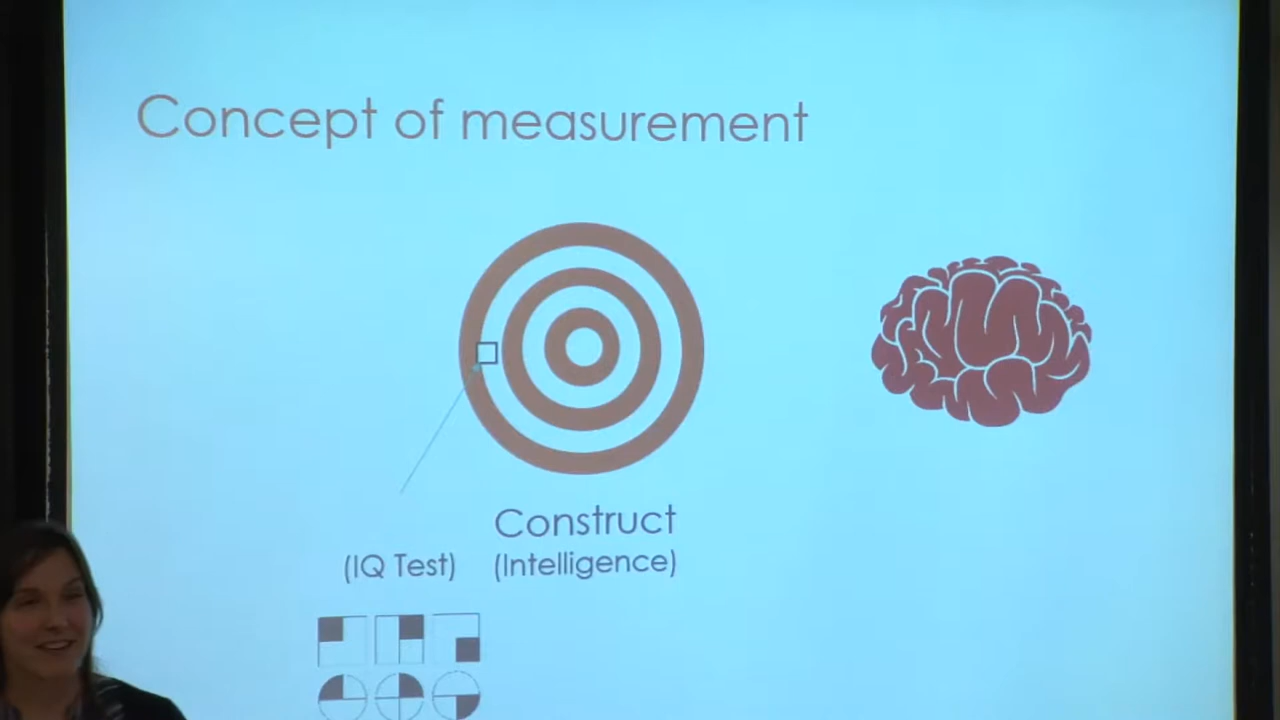 Concept of measurement
Construct
(IQ Test) (Intelligence)